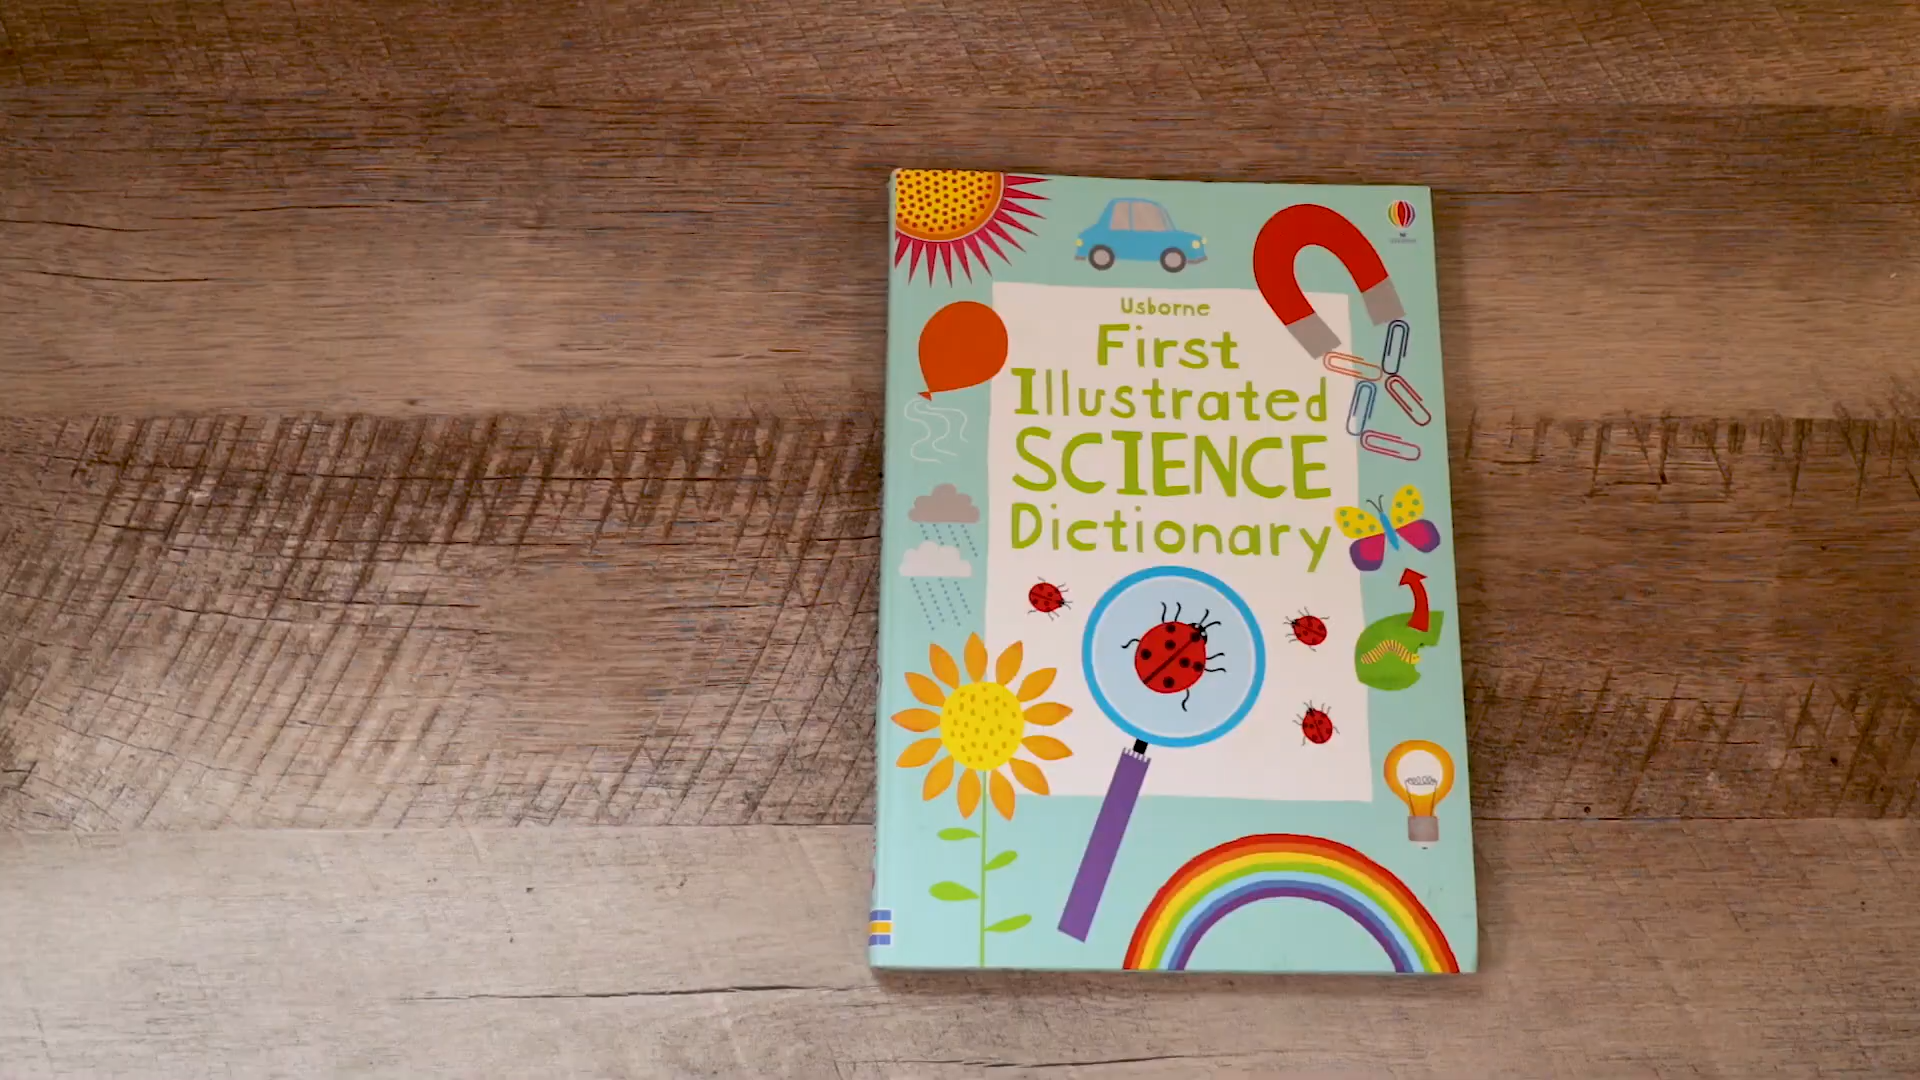 Usborne
First
Illustrated
SCIENCE
Dictionary